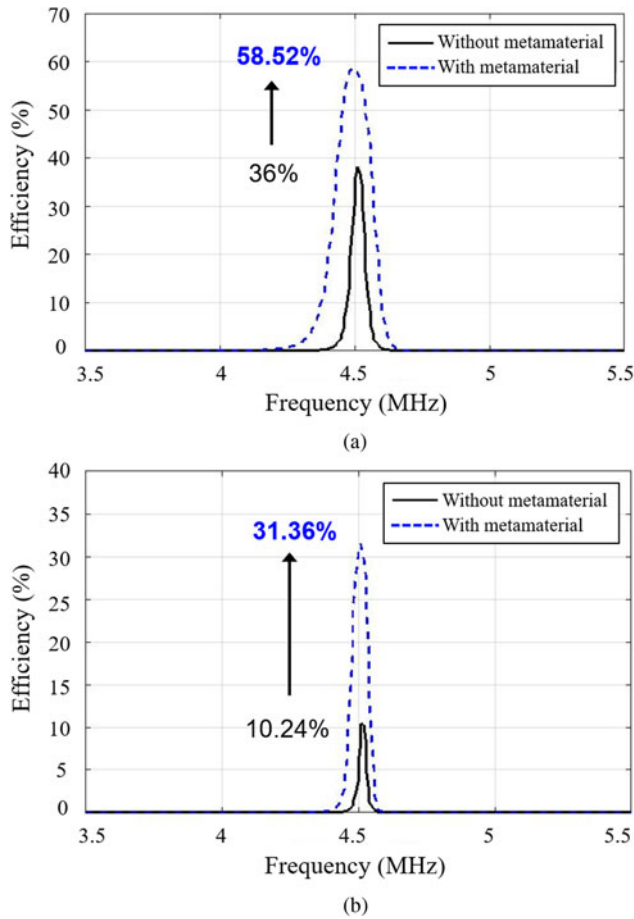 70
60
50
40
30
20
10
0
Efficiency (%)
58.52%
36%
Without metamaterial
With metamaterial
3.5 4 4.5 5 5.5
Frequency (MHz)
(a)
40
35
30
25
20
15
10
5
0
Efficiency (%)
31.36%
10.24%
Without metamaterial
With metamaterial
3.5 4 4.5 5 5.5
Frequency (MHz)
(b)